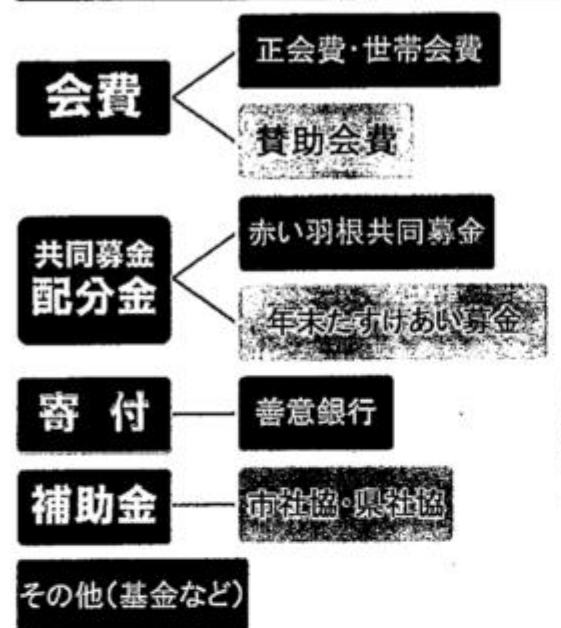 会費
正会費・世帯会費
賛助会費
共同募金
配分金
赤い羽根共同募金
年末たすけあい募金
寄付
善意銀行
補助金
市社協・県社協
その他(基金など)